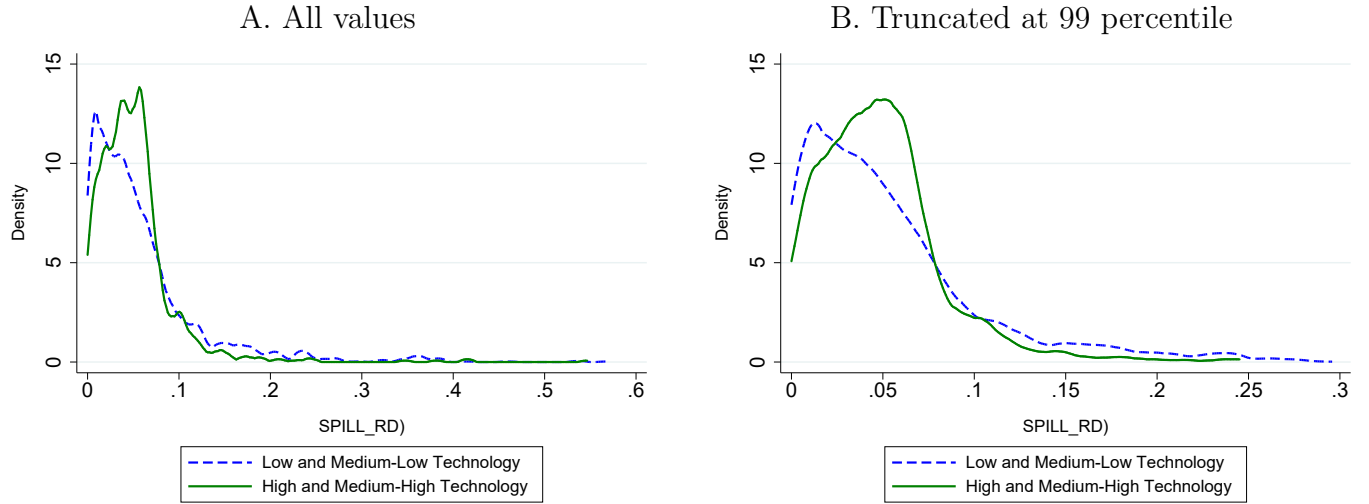 A. All values
15
10
5
0
Density
0
.1
.2
.3
.4
.5
.6
SPILL_RD)
Low and Medium-Low Technology
High and Medium-High Technology
B. Truncated at 99 percentile
15
10
5
0
Density
0
.05
.1
.15
.2
.25
.3
SPILL_RD)
Low and Medium-Low Technology
High and Medium-High Technology